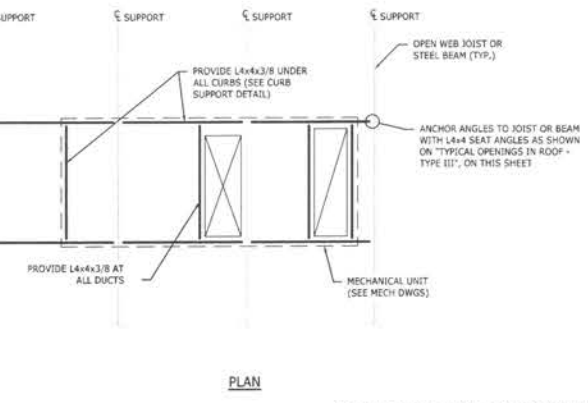 SUPPORT
℄ SUPPORT
℄ SUPPORT
℄ SUPPORT
OPEN WEB JOIST OR
STEEL BEAM (TYP.)
PROVIDE L4x4x3/8 UNDER
ALL CURBS (SEE CURB
SUPPORT DETAIL)
ANCHOR ANGLES TO JOIST OR BEAM
WITH L4x4 SEAT ANGLES AS SHOWN
ON "TYPICAL OPENINGS IN ROOF -
TYPE III", ON THIS SHEET
PROVIDE L4x4x3/8 AT
ALL DUCTS
MECHANICAL UNIT
(SEE MECH DWGS)
PLAN